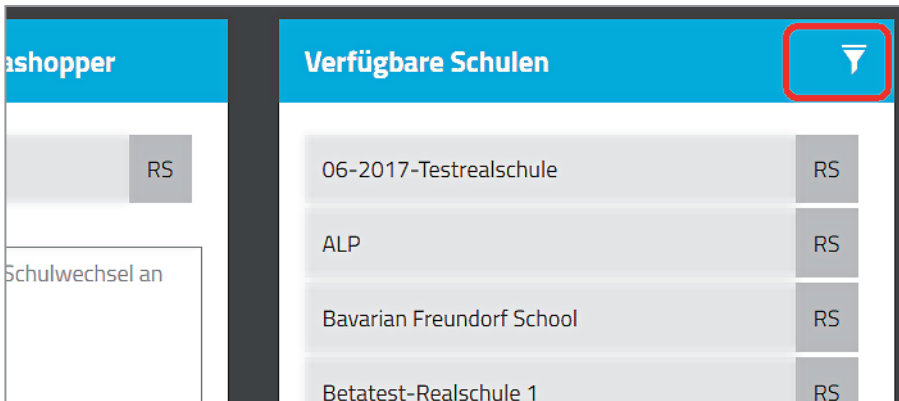 ashopper
RS
Schulwechsel an
Verfügbare Schulen
06-2017-Testrealschule RS
ALP RS
Bavarian Freundorf School RS
Betatest-Realschule 1 RS